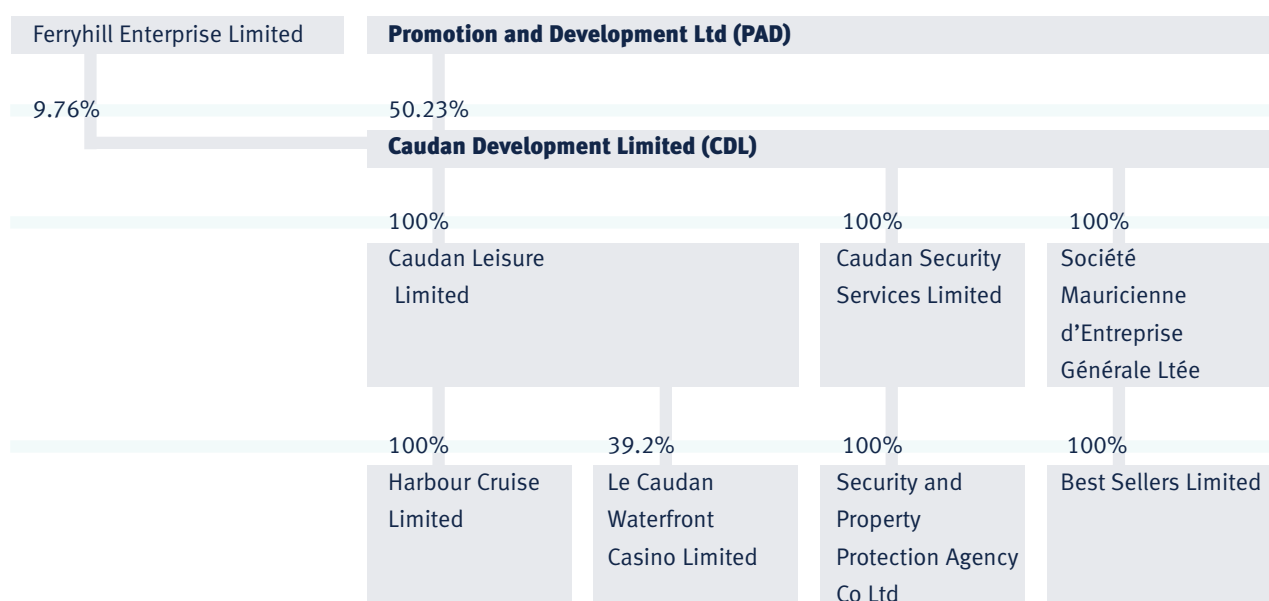 Ferryhill Enterprise Limited
Promotion and Development Ltd (PAD)
9.76%
50.23%
Caudan Development Limited (CDL)
100%
100%
100%
Caudan Leisure
Limited
Caudan Security
Services Limited
Société
Mauricienne
d’Entreprise
Générale Ltée
100%
39.2%
100%
100%
Harbour Cruise
Limited
Le Caudan
Waterfront
Casino Limited
Security and
Property
Protection Agency
Co Ltd
Best Sellers Limited